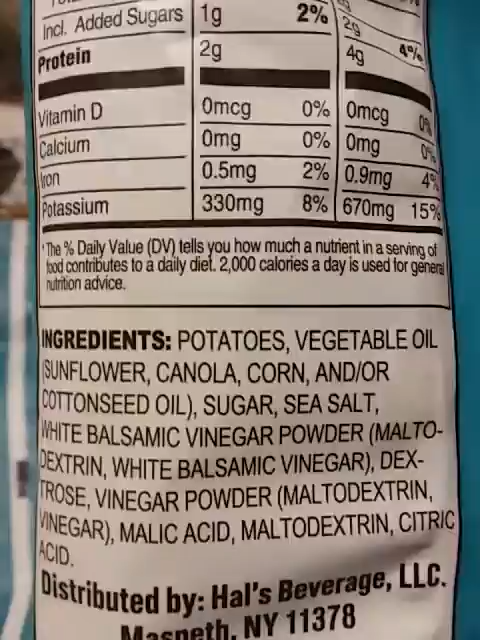 Incl. Added Sugars 1g 2% 2g 4%
Protein 2g 4g
Vitamin D 0mcg 0% 0mcg 0%
Calcium 0mg 0% 0mg 0%
Iron 0.5mg 2% 0.9mg 4%
Potassium 330mg 8% 670mg 15%
*The % Daily Value (DV) tells you how much a nutrient in a serving of
food contributes to a daily diet. 2,000 calories a day is used for general
nutrition advice.
INGREDIENTS: POTATOES, VEGETABLE OIL
(SUNFLOWER, CANOLA, CORN, AND/OR
COTTONSEED OIL), SUGAR, SEA SALT,
WHITE BALSAMIC VINEGAR POWDER (MALTO-
DEXTRIN, WHITE BALSAMIC VINEGAR), DEX-
TROSE, VINEGAR POWDER (MALTODEXTRIN,
VINEGAR), MALIC ACID, MALTODEXTRIN, CITRIC
ACID.
Distributed by: Hal's Beverage, LLC.
Maspeth, NY 11378